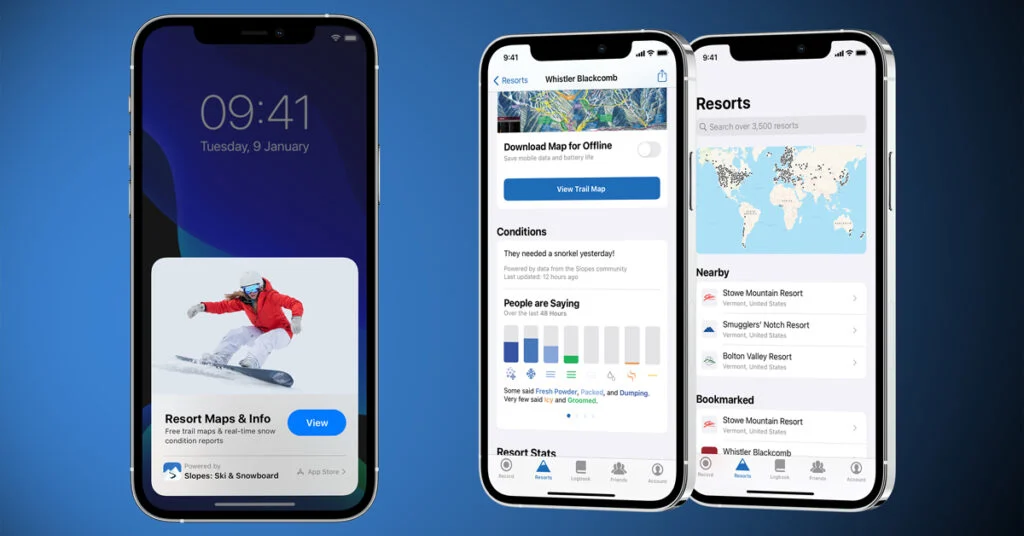 09:41
Tuesday, 9 January
Resort Maps & Info
Free trail maps & real-time snow
condition reports
View
Powered by
Slopes: Ski & Snowboard
App Store >
9:41
Resorts
Whistler Blackcomb
Download Map for Offline
Save mobile data and battery life
View Trail Map
Conditions
They needed a snorkel yesterday!
Powered by data from the Slopes community
Last updated: 12 hours ago
People are Saying
Over the last 48 Hours
Some said Fresh Powder, Packed, and Dumping.
Very few said Icy and Groomed.
Resort Stats
Record
Resorts
Logbook
Friends
Account
9:41
Resorts
Search over 3,500 resorts
Nearby
Stowe Mountain Resort
Vermont, United States
Smugglers' Notch Resort
Vermont, United States
Bolton Valley Resort
Vermont, United States
Bookmarked
Stowe Mountain Resort
Vermont, United States
Whistler Blackcomb
Record
Resorts
Logbook
Friends
Account